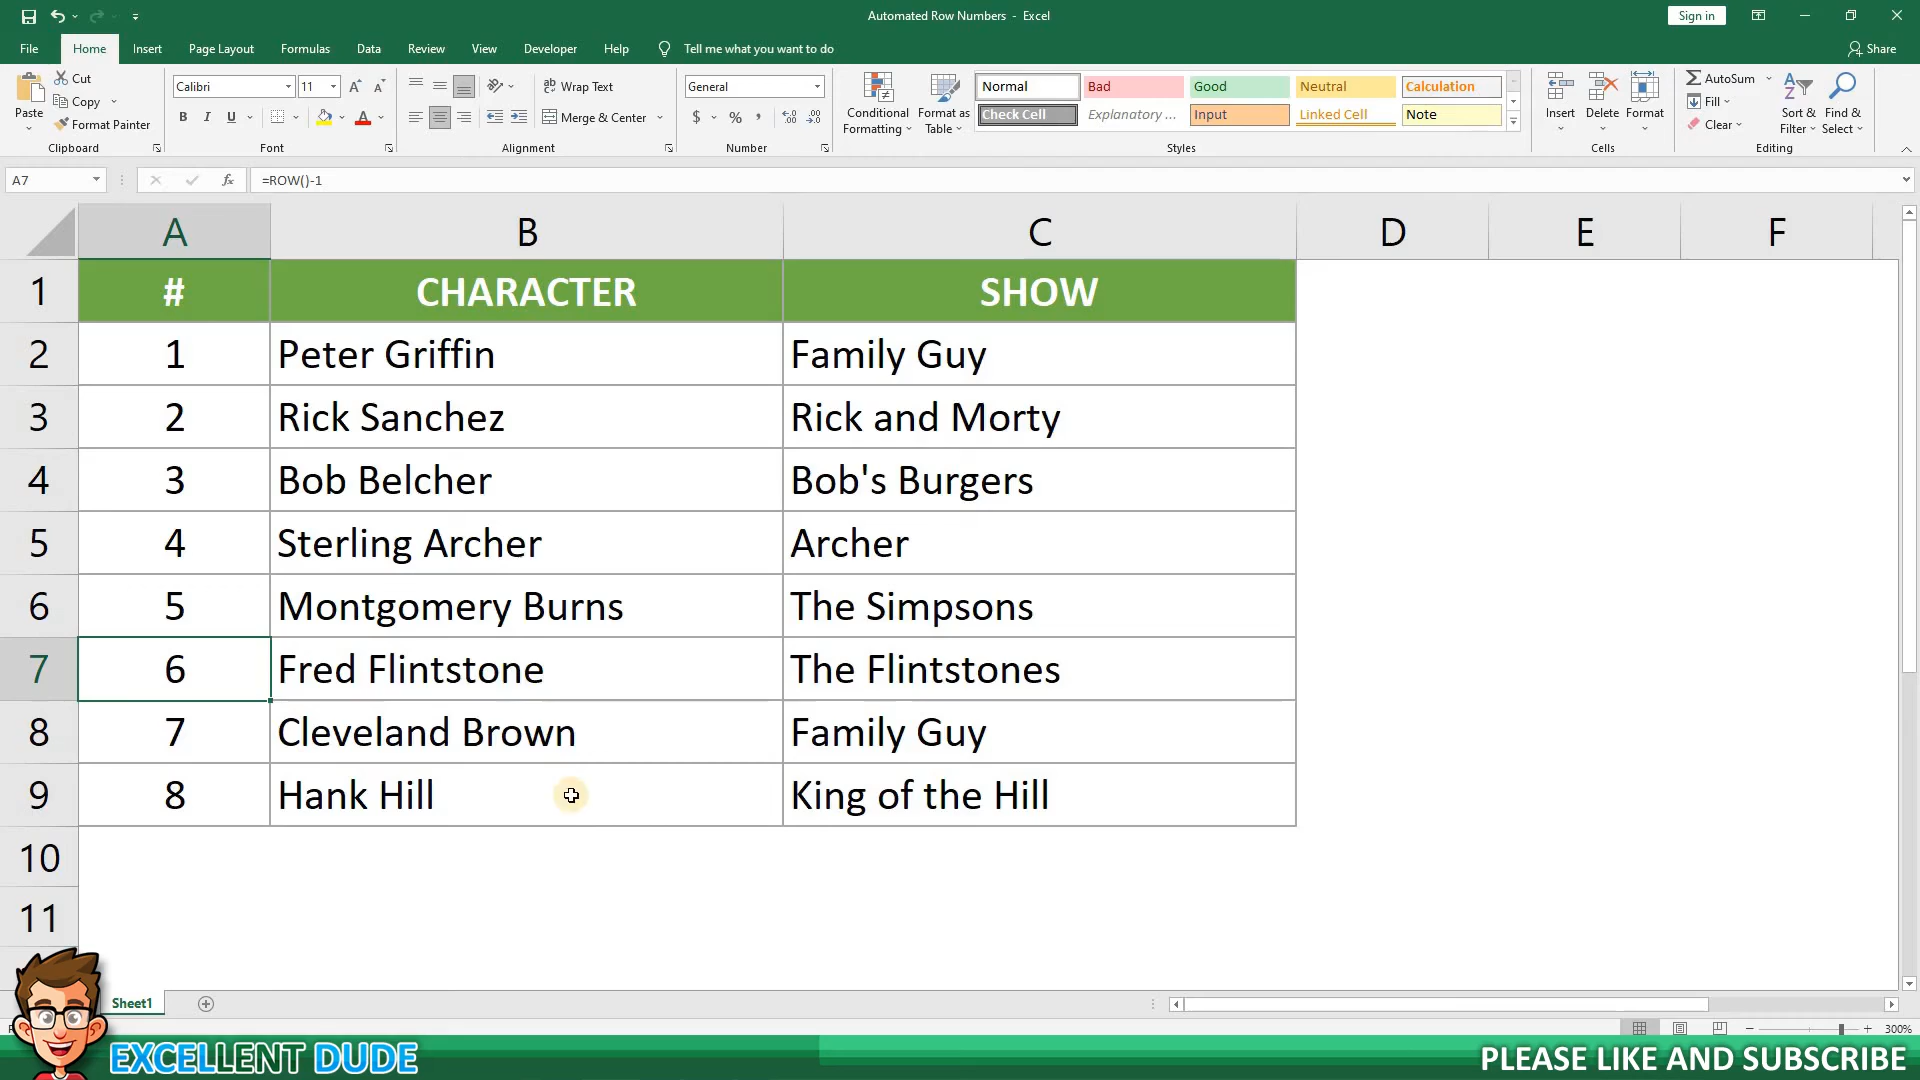 Automated Row Numbers - Excel
Sign in
File Home Insert Page Layout Formulas Data Review View Developer Help Tell me what you want to do Share
Paste Cut Calibri 11 Wrap Text General Conditional Formatting Format as Table Normal Bad Good Neutral Calculation Insert Delete Format AutoSum Sort & Filter Find & Select
Copy B I U A Merge & Center $ % , Check Cell Explanatory ... Input Linked Cell Note Fill
Format Painter Clear
Clipboard Font Alignment Number Styles Cells Editing
A7 fx =ROW()-1
A B C D E F
1 # CHARACTER SHOW
2 1 Peter Griffin Family Guy
3 2 Rick Sanchez Rick and Morty
4 3 Bob Belcher Bob's Burgers
5 4 Sterling Archer Archer
6 5 Montgomery Burns The Simpsons
7 6 Fred Flintstone The Flintstones
8 7 Cleveland Brown Family Guy
9 8 Hank Hill King of the Hill
10
11
Sheet1
300%
EXCELLENT DUDE PLEASE LIKE AND SUBSCRIBE